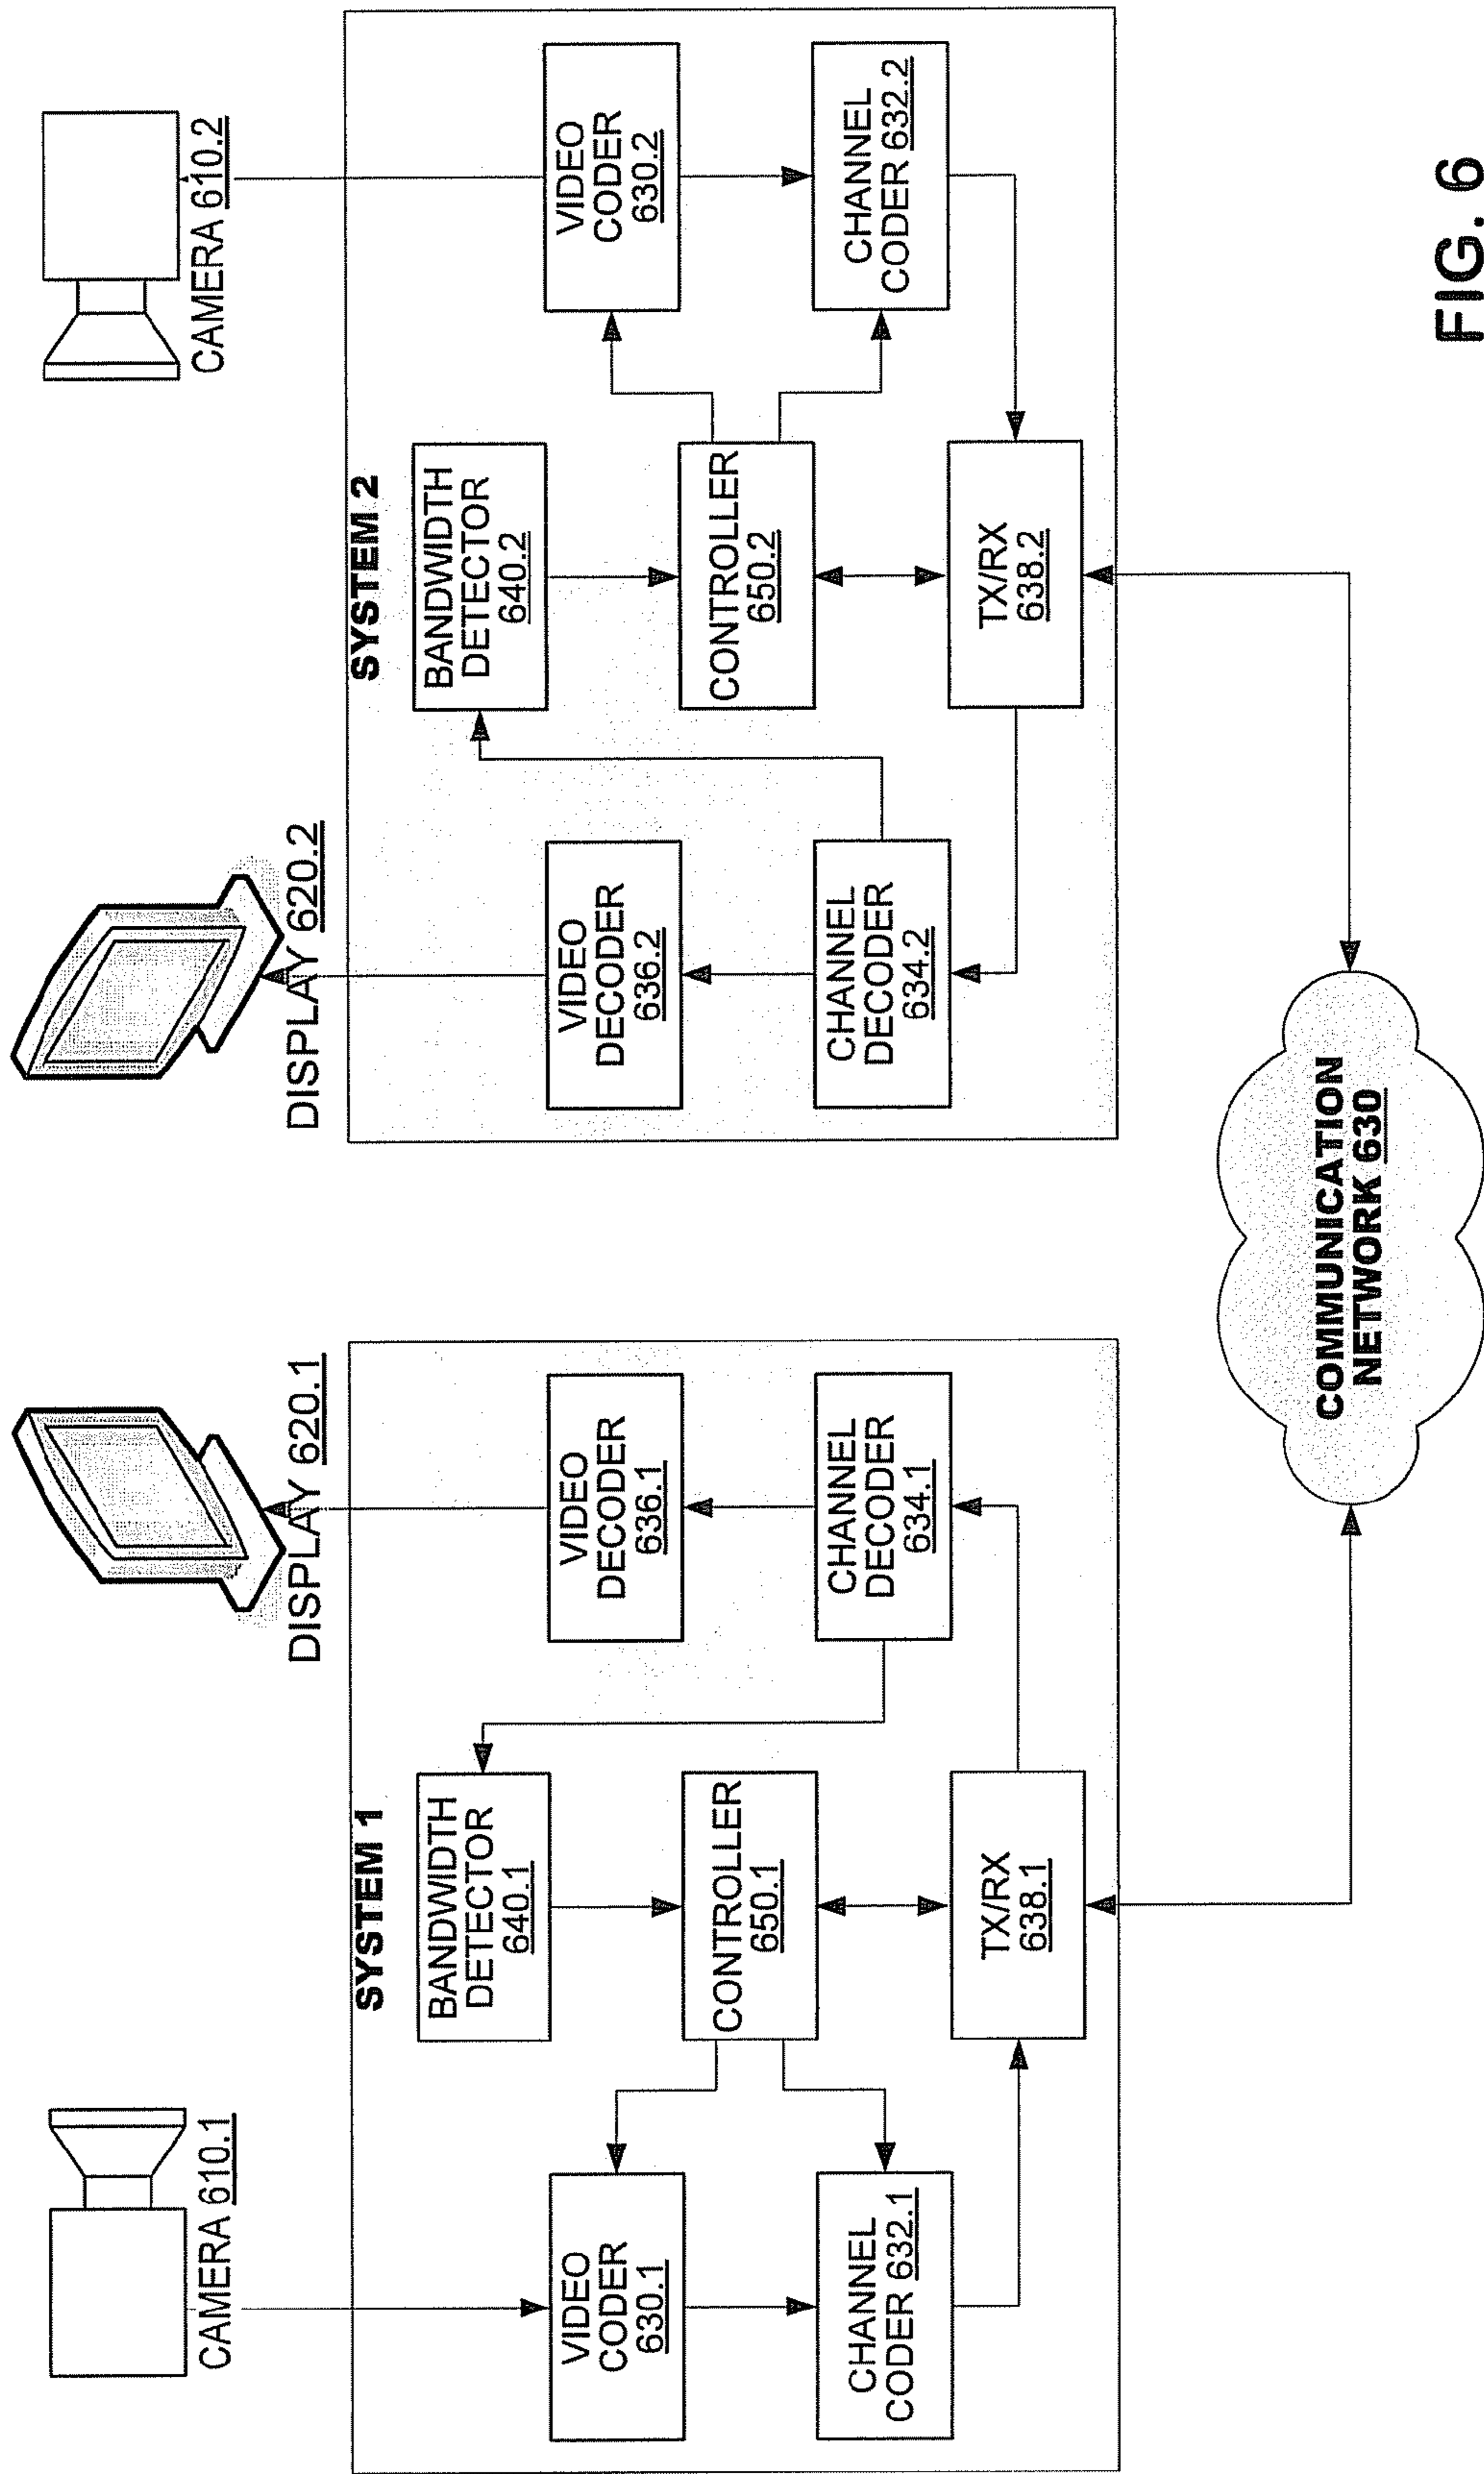 CAMERA 610.1
DISPLAY 620.1
SYSTEM 1
BANDWIDTH
DETECTOR
640.1
VIDEO
CODER
630.1
CONTROLLER
650.1
VIDEO
DECODER
636.1
CHANNEL
CODER 632.1
TX/RX
638.1
CHANNEL
DECODER
634.1
DISPLAY 620.2
CAMERA 610.2
SYSTEM 2
BANDWIDTH
DETECTOR
640.2
VIDEO
DECODER
636.2
CONTROLLER
650.2
VIDEO
CODER
630.2
CHANNEL
DECODER
634.2
TX/RX
638.2
CHANNEL
CODER 632.2
COMMUNICATION
NETWORK 630
FIG. 6